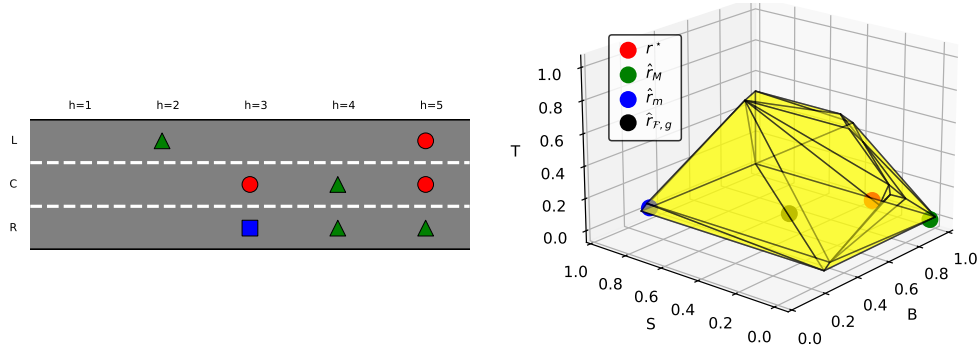 h=1 h=2 h=3 h=4 h=5
L
C
R
r⋆
r̂_M
r̂_m
r̂_{ℱ,g}
T
1.0
0.8
0.6
0.4
0.2
0.0
1.0 0.8 0.6 0.4 0.2 0.0
S
0.0 0.2 0.4 0.6 0.8 1.0
B